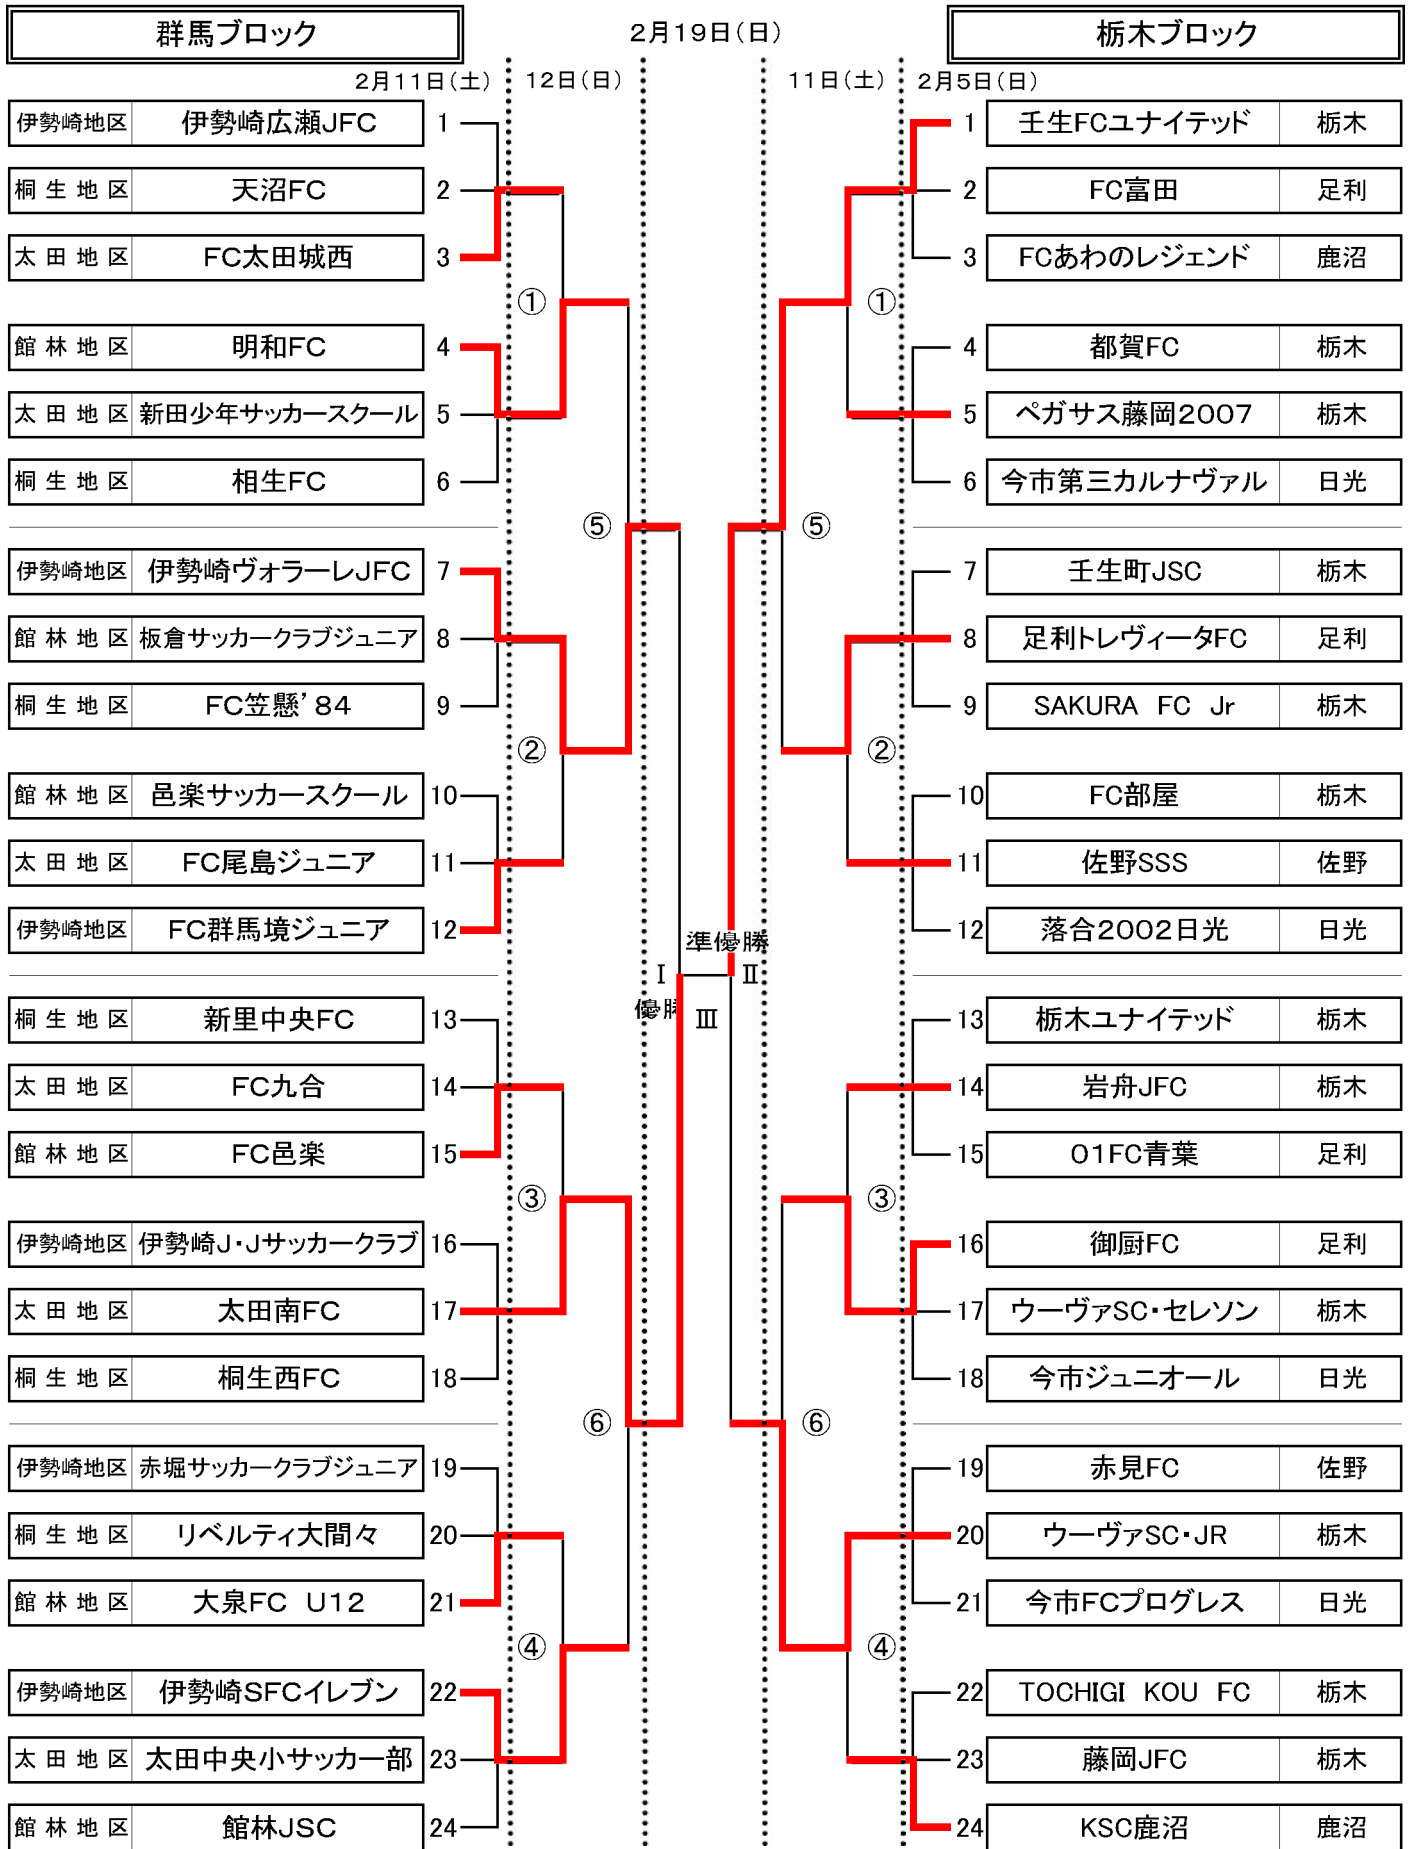 群馬ブロック
2月19日(日)
栃木ブロック
2月11日(土)
12日(日)
11日(土)
2月5日(日)
伊勢崎地区 伊勢崎広瀬JFC 1
1 壬生FCユナイテッド 栃木
桐生地区 天沼FC 2
2 FC富田 足利
太田地区 FC太田城西 3
3 FCあわのレジェンド 鹿沼
① ①
館林地区 明和FC 4
4 都賀FC 栃木
太田地区 新田少年サッカースクール 5
5 ペガサス藤岡2007 栃木
桐生地区 相生FC 6
6 今市第三カルナヴァル 日光
⑤ ⑤
伊勢崎地区 伊勢崎ヴォラーレJFC 7
7 壬生町JSC 栃木
館林地区 板倉サッカークラブジュニア 8
8 足利トレヴィータFC 足利
桐生地区 FC笠懸’84 9
9 SAKURA FC Jr 栃木
② ②
館林地区 邑楽サッカースクール 10
10 FC部屋 栃木
太田地区 FC尾島ジュニア 11
11 佐野SSS 佐野
伊勢崎地区 FC群馬境ジュニア 12
12 落合2002日光 日光
準優勝
Ⅰ Ⅱ
優勝 Ⅲ
桐生地区 新里中央FC 13
13 栃木ユナイテッド 栃木
太田地区 FC九合 14
14 岩舟JFC 栃木
館林地区 FC邑楽 15
15 01FC青葉 足利
③ ③
伊勢崎地区 伊勢崎J・Jサッカークラブ 16
16 御厨FC 足利
太田地区 太田南FC 17
17 ウーヴァSC・セレソン 栃木
桐生地区 桐生西FC 18
18 今市ジュニオール 日光
⑥ ⑥
伊勢崎地区 赤堀サッカークラブジュニア 19
19 赤見FC 佐野
桐生地区 リベルティ大間々 20
20 ウーヴァSC・JR 栃木
館林地区 大泉FC U12 21
21 今市FCプログレス 日光
④ ④
伊勢崎地区 伊勢崎SFCイレブン 22
22 TOCHIGI KOU FC 栃木
太田地区 太田中央小サッカー部 23
23 藤岡JFC 栃木
館林地区 館林JSC 24
24 KSC鹿沼 鹿沼